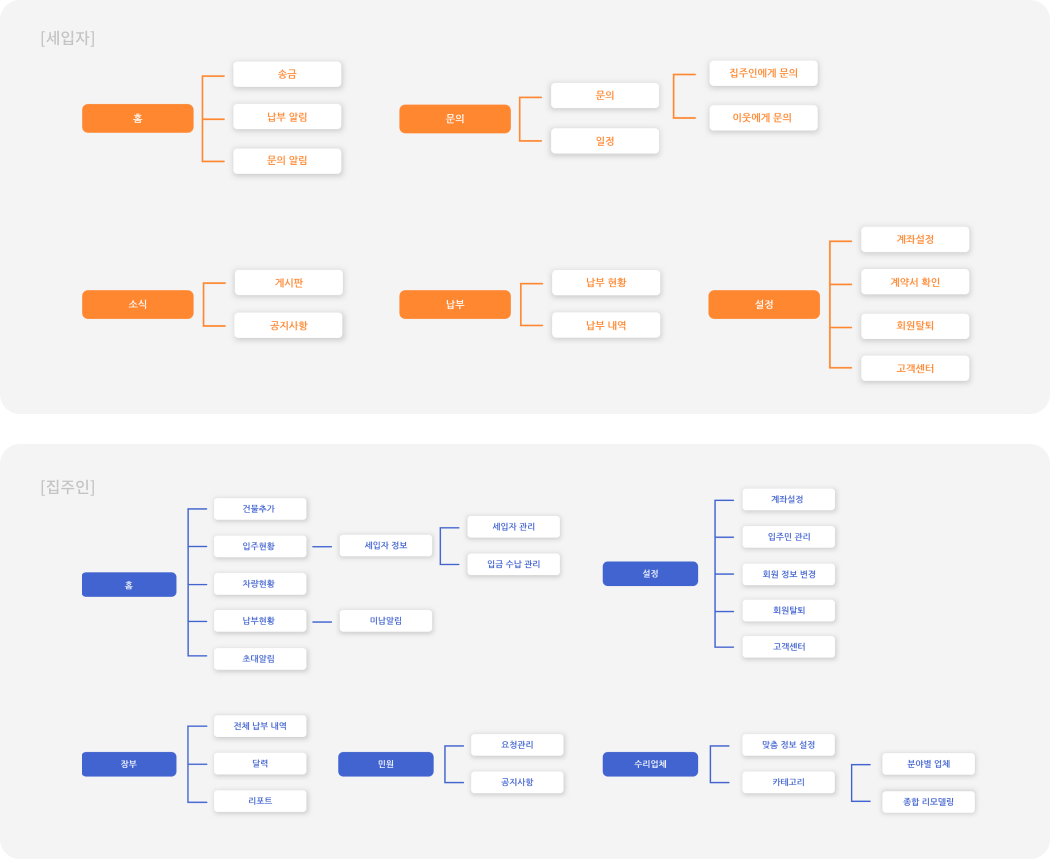 [세입자]
홈
송금
납부 알림
문의 알림
문의
문의
일정
집주인에게 문의
이웃에게 문의
소식
게시판
공지사항
납부
납부 현황
납부 내역
설정
계좌설정
계약서 확인
회원탈퇴
고객센터
[집주인]
홈
건물추가
입주현황
차량현황
납부현황
초대알림
세입자 정보
미납알림
세입자 관리
입금 수납 관리
설정
계좌설정
입주민 관리
회원 정보 변경
회원탈퇴
고객센터
장부
전체 납부 내역
달력
리포트
민원
요청관리
공지사항
수리업체
맞춤 정보 설정
카테고리
분야별 업체
종합 리모델링